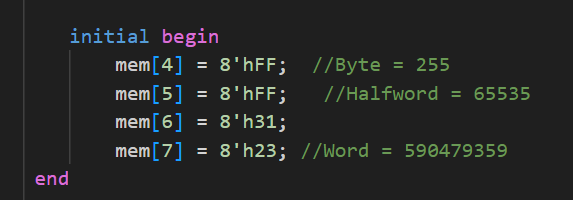 initial begin
mem[4] = 8'hFF;  //Byte = 255
mem[5] = 8'hFF;   //Halfword = 65535
mem[6] = 8'h31;
mem[7] = 8'h23; //Word = 590479359
end